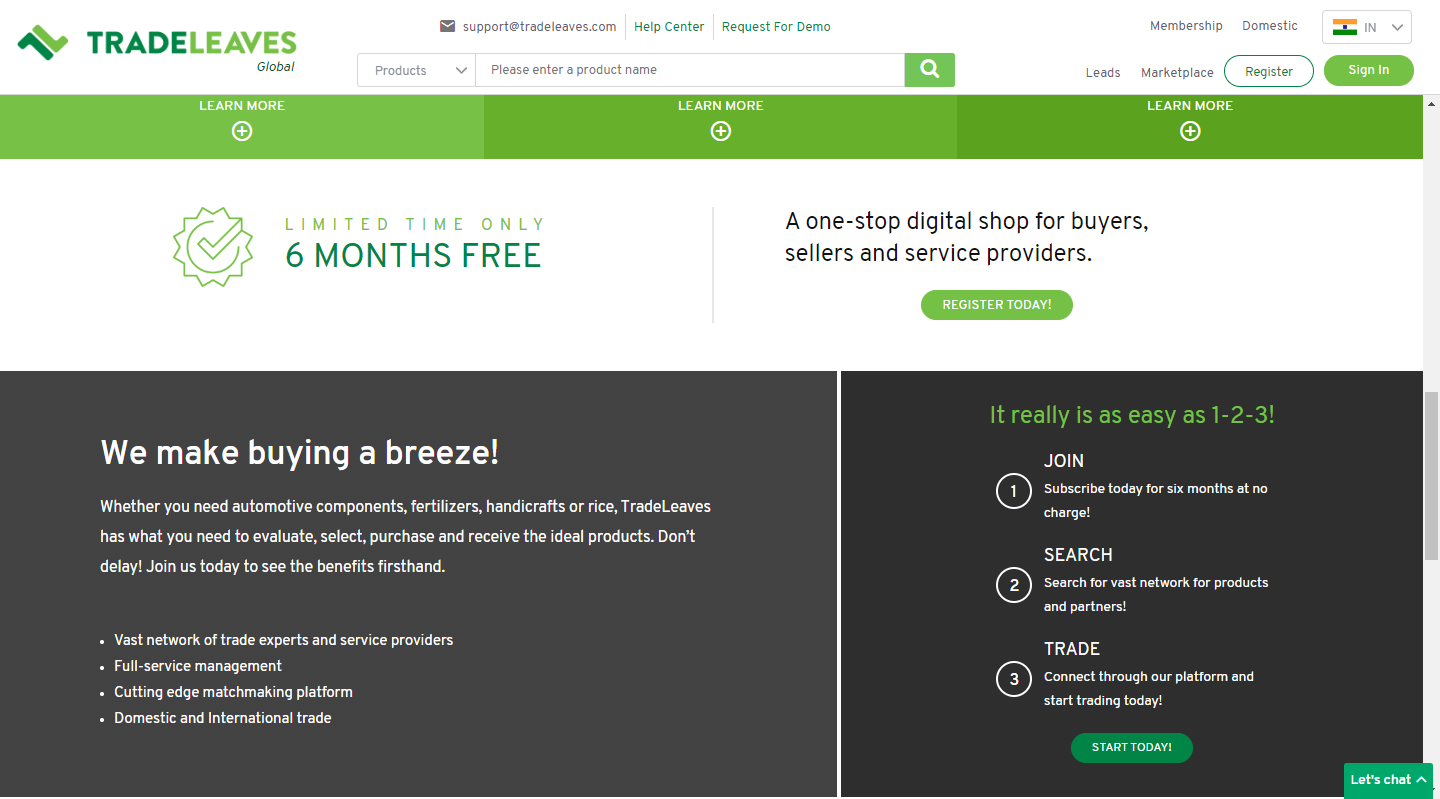 support@tradeleaves.com
Help Center
Request For Demo
Membership
Domestic
IN
TRADELEAVES
Global
Products
Please enter a product name
Leads
Marketplace
Register
Sign In
LEARN MORE
LEARN MORE
LEARN MORE
LIMITED TIME ONLY
6 MONTHS FREE
A one-stop digital shop for buyers,
sellers and service providers.
REGISTER TODAY!
We make buying a breeze!
Whether you need automotive components, fertilizers, handicrafts or rice, TradeLeaves
has what you need to evaluate, select, purchase and receive the ideal products. Don’t
delay! Join us today to see the benefits firsthand.
Vast network of trade experts and service providers
Full-service management
Cutting edge matchmaking platform
Domestic and International trade
It really is as easy as 1-2-3!
JOIN
1
Subscribe today for six months at no
charge!
SEARCH
2
Search for vast network for products
and partners!
TRADE
3
Connect through our platform and
start trading today!
START TODAY!
Let's chat